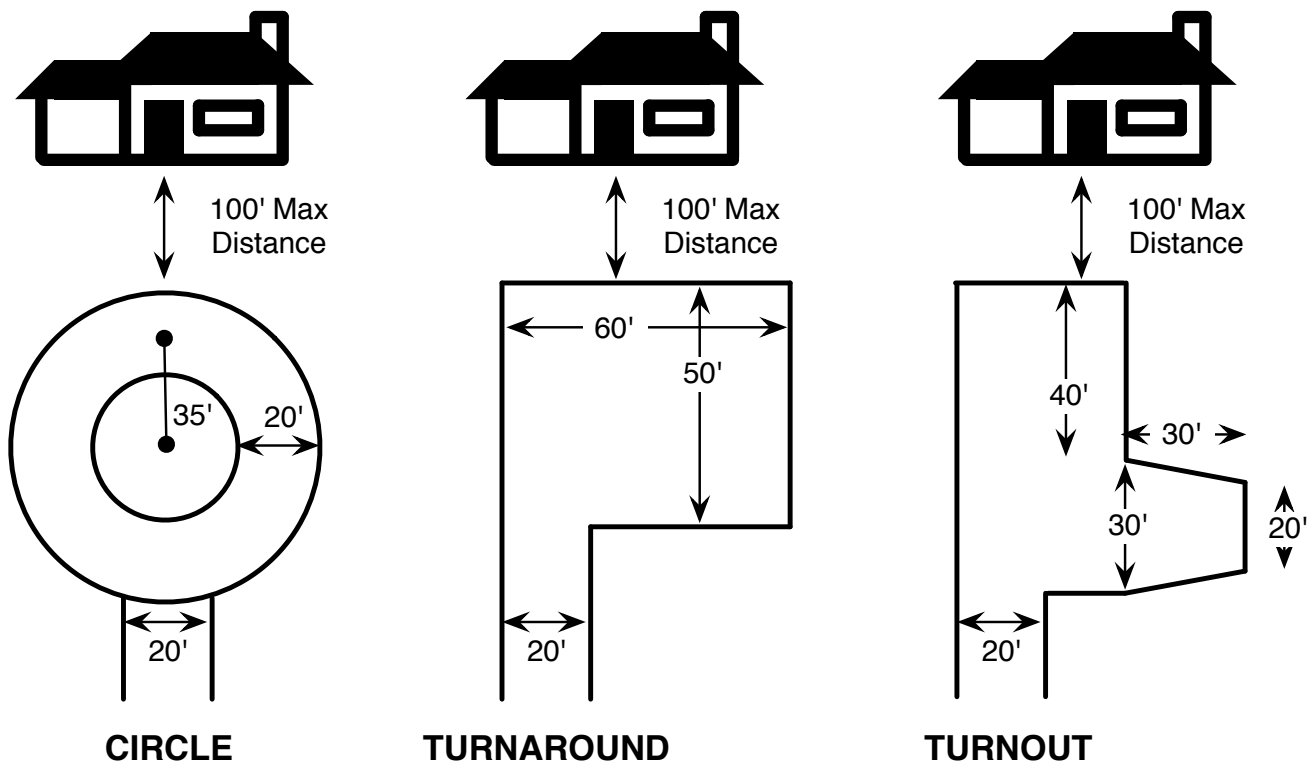 100' Max
Distance
35'
20'
20'
CIRCLE
100' Max
Distance
60'
50'
20'
TURNAROUND
100' Max
Distance
40'
30'
30'
20'
20'
TURNOUT